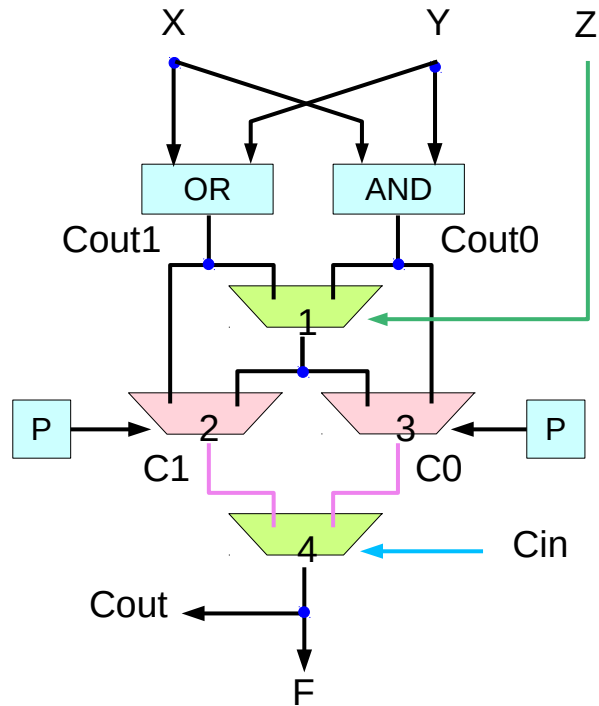 X Y Z
OR AND
Cout1 Cout0
1
P 2 3 P
C1 C0
4 Cin
Cout
F